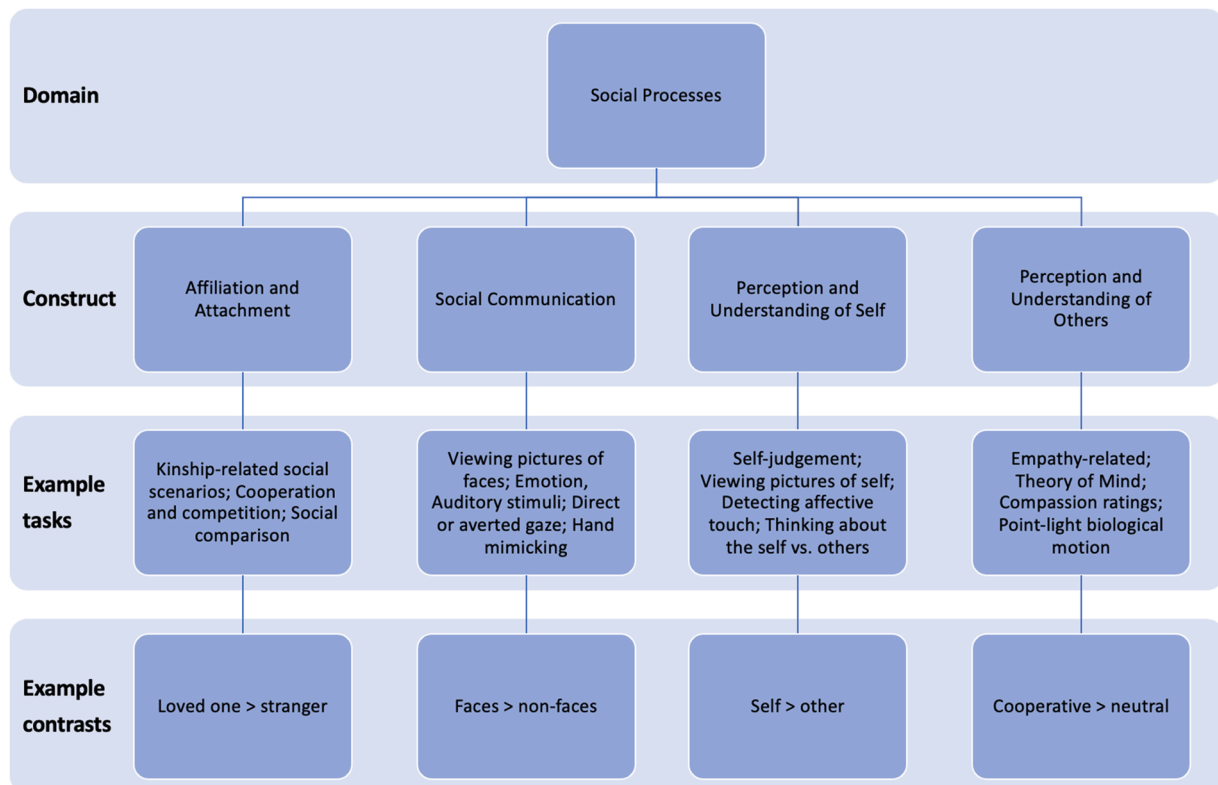 Domain
Social Processes
Construct
Affiliation and
Attachment
Social Communication
Perception and
Understanding of Self
Perception and
Understanding of
Others
Example
tasks
Kinship-related social
scenarios; Cooperation
and competition; Social
comparison
Viewing pictures of
faces; Emotion,
Auditory stimuli; Direct
or averted gaze; Hand
mimicking
Self-judgement;
Viewing pictures of self;
Detecting affective
touch; Thinking about
the self vs. others
Empathy-related;
Theory of Mind;
Compassion ratings;
Point-light biological
motion
Example
contrasts
Loved one > stranger
Faces > non-faces
Self > other
Cooperative > neutral